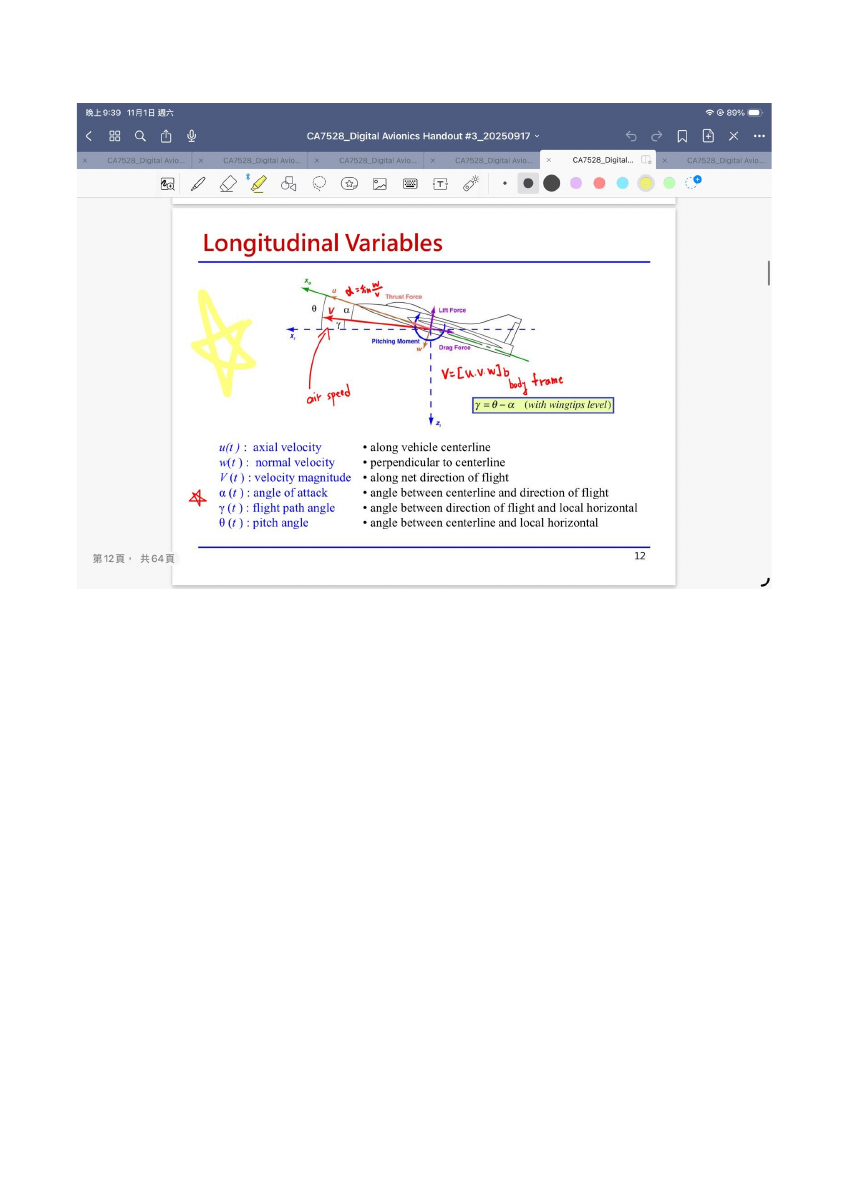 晚上9:39 11月1日 週六
89%
CA7528_Digital Avionics Handout #3_20250917
CA7528_Digital Avio...
CA7528_Digital Avio...
CA7528_Digital Avio...
CA7528_Digital Avio...
CA7528_Digital...
CA7528_Digital Avio...
Longitudinal Variables
Thrust Force
Lift Force
θ V α
γ
x_I
Pitching Moment
w
Drag Force
V=[u.v.w]b
body frame
air speed
γ = θ – α (with wingtips level)
z_I
u(t) : axial velocity • along vehicle centerline
w(t) : normal velocity • perpendicular to centerline
V (t) : velocity magnitude • along net direction of flight
α (t) : angle of attack • angle between centerline and direction of flight
γ (t) : flight path angle • angle between direction of flight and local horizontal
θ (t) : pitch angle • angle between centerline and local horizontal
第12頁， 共64頁
12